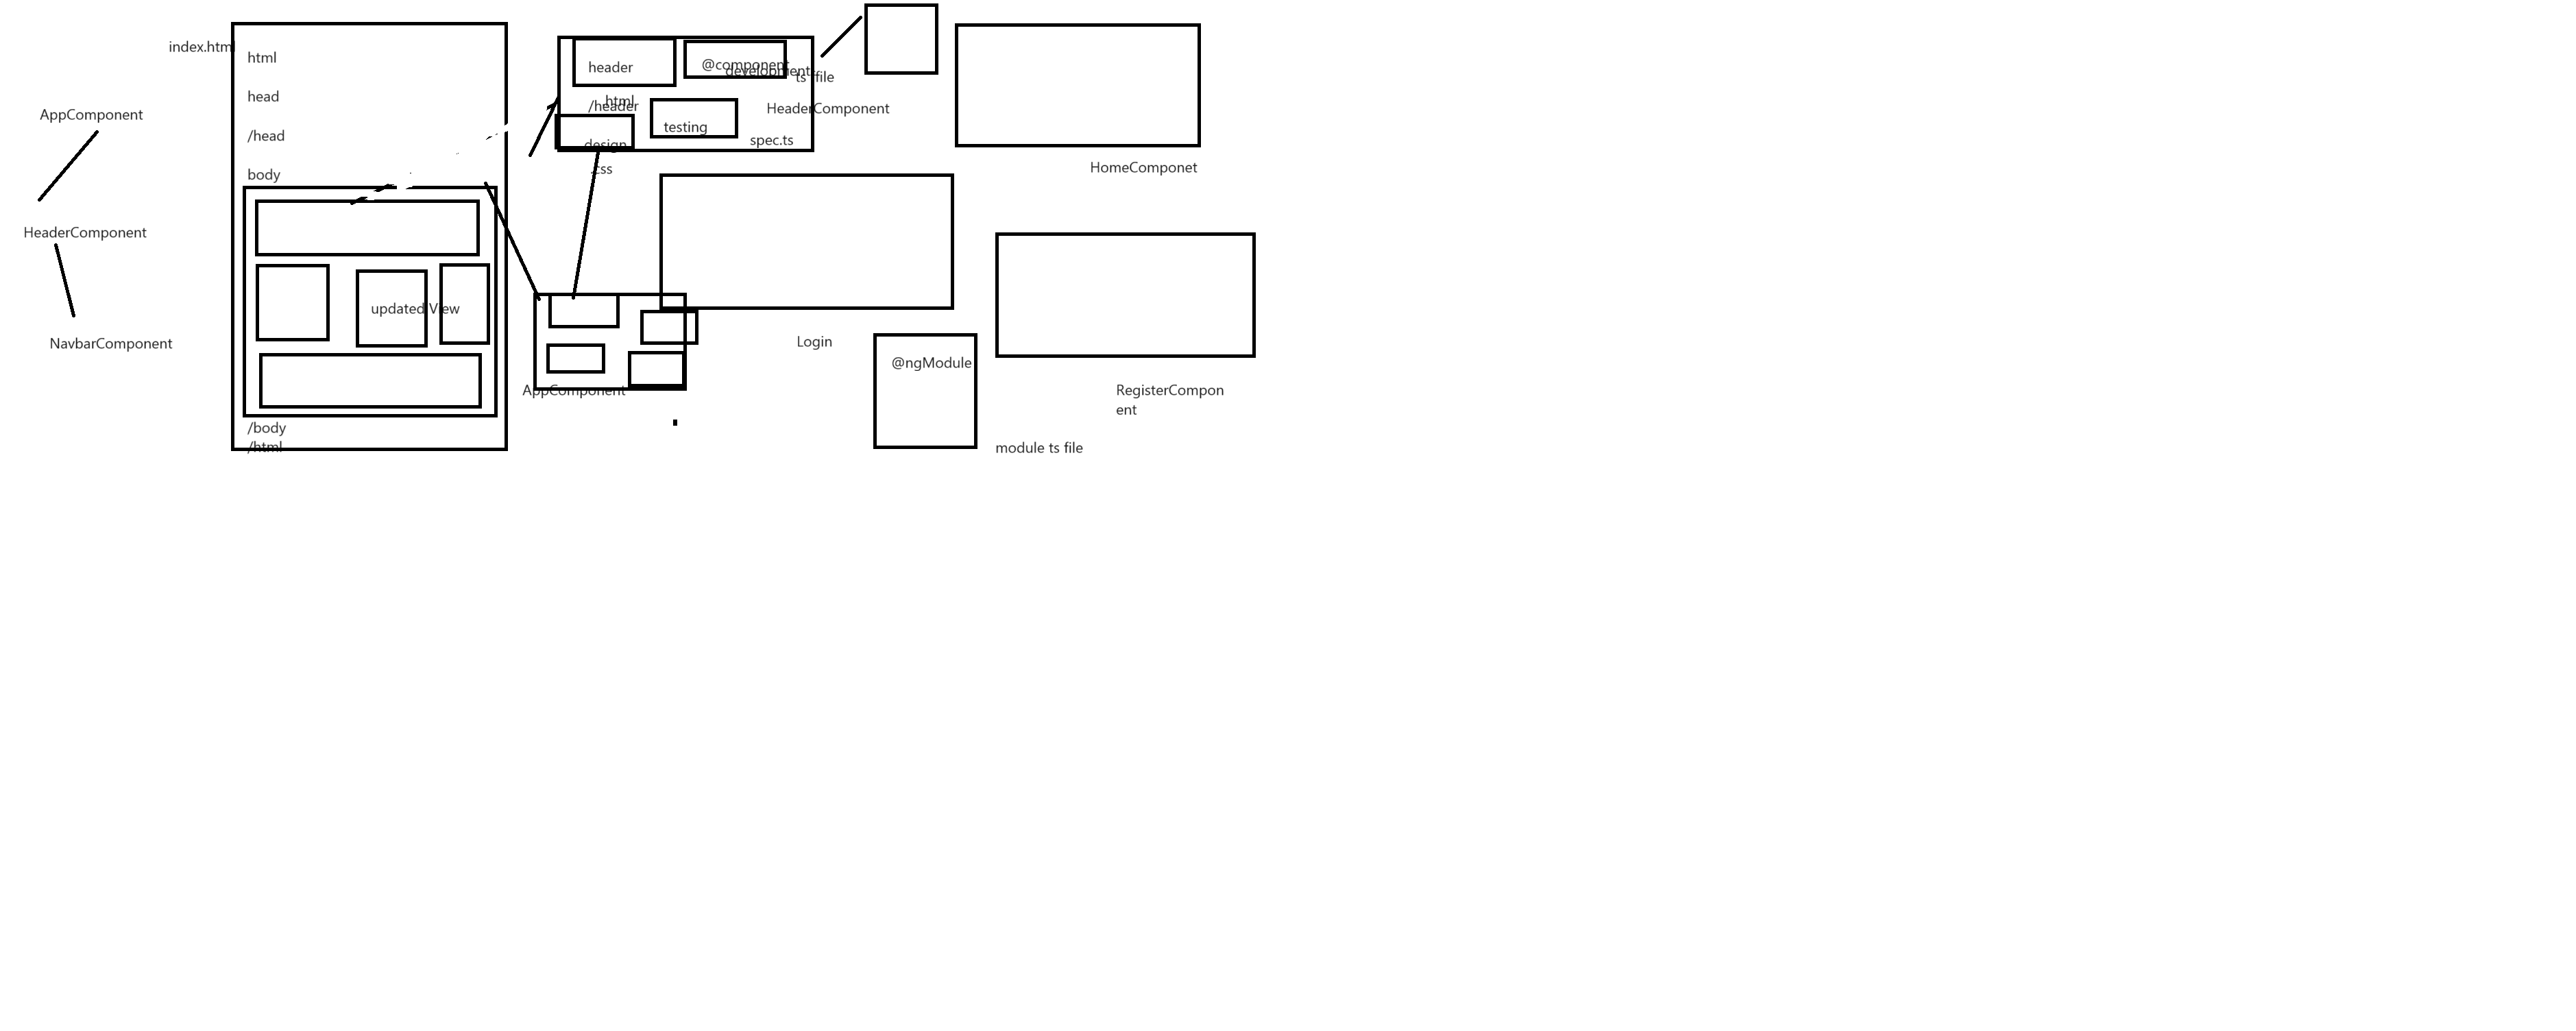 index.html
html
head
/head
body
updated View
/body
/html
AppComponent
HeaderComponent
NavbarComponent
header
/header
html
@component
development
ts file
HeaderComponent
testing
spec.ts
design
.css
AppComponent
Login
HomeComponet
@ngModule
module ts file
RegisterCompon
ent